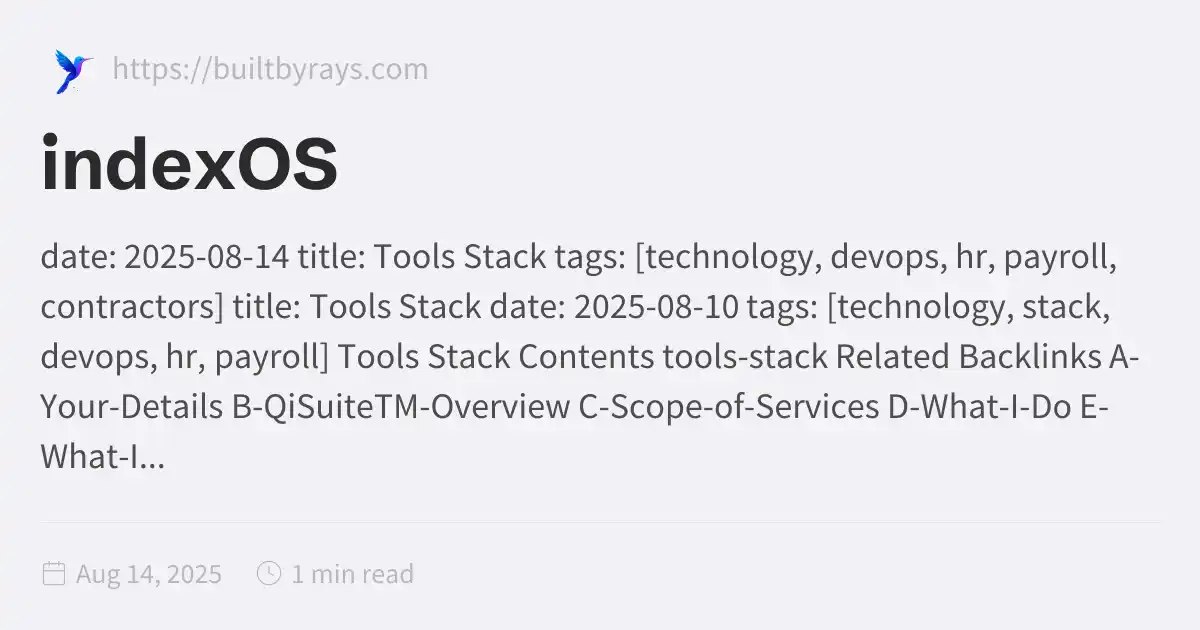 https://builtbyrays.com
indexOS
date: 2025-08-14 title: Tools Stack tags: [technology, devops, hr, payroll,
contractors] title: Tools Stack date: 2025-08-10 tags: [technology, stack,
devops, hr, payroll] Tools Stack Contents tools-stack Related Backlinks A-
Your-Details B-QiSuiteTM-Overview C-Scope-of-Services D-What-I-Do E-
What-I...
Aug 14, 2025 1 min read